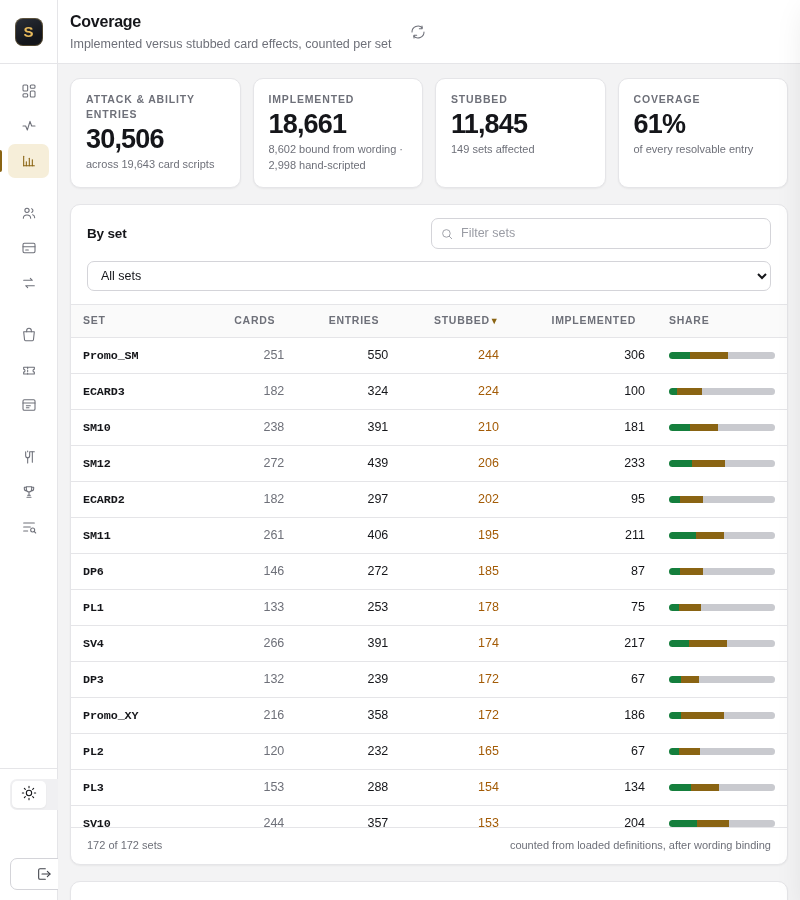 S
Coverage
Implemented versus stubbed card effects, counted per set
ATTACK & ABILITY
ENTRIES
30,506
across 19,643 card scripts
IMPLEMENTED
18,661
8,602 bound from wording ·
2,998 hand-scripted
STUBBED
11,845
149 sets affected
COVERAGE
61%
of every resolvable entry
By set
Filter sets
All sets
SET CARDS ENTRIES STUBBED▼ IMPLEMENTED SHARE
Promo_SM 251 550 244 306
ECARD3 182 324 224 100
SM10 238 391 210 181
SM12 272 439 206 233
ECARD2 182 297 202 95
SM11 261 406 195 211
DP6 146 272 185 87
PL1 133 253 178 75
SV4 266 391 174 217
DP3 132 239 172 67
Promo_XY 216 358 172 186
PL2 120 232 165 67
PL3 153 288 154 134
SV10 244 357 153 204
172 of 172 sets
counted from loaded definitions, after wording binding